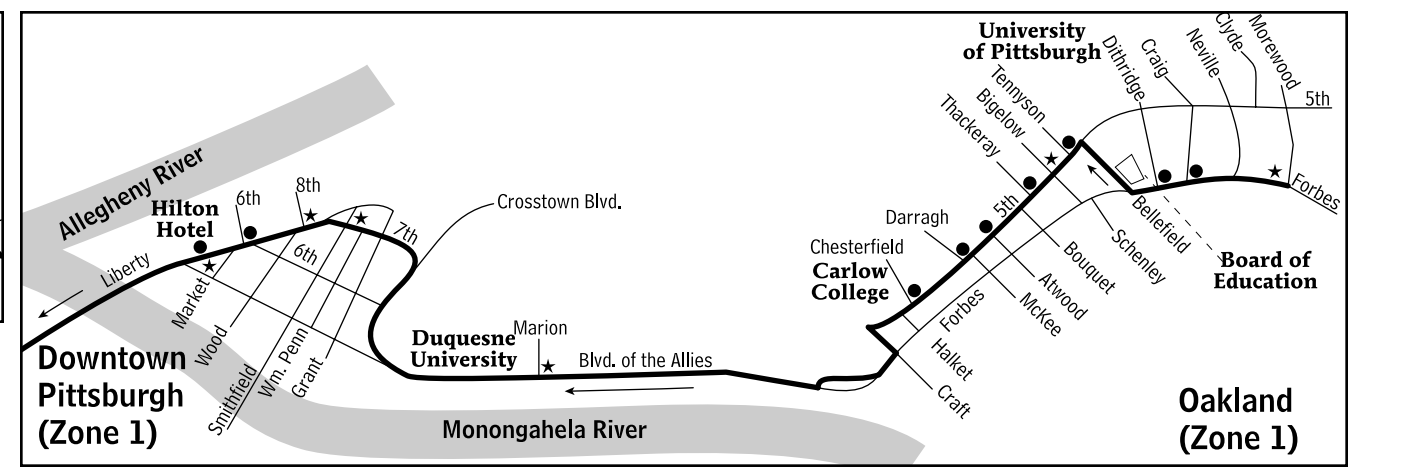 Allegheny River
Hilton
Hotel
6th
8th
Crosstown Blvd.
7th
6th
Liberty
Market
Wood
Smithfield
Wm. Penn
Grant
Downtown
Pittsburgh
(Zone 1)
Duquesne
University
Marion
Blvd. of the Allies
Monongahela River
Chesterfield
Darragh
Carlow
College
University
of Pittsburgh
Tennyson
Bigelow
Thackeray
5th
Dithridge
Craig
Neville
Clyde
Morewood
5th
Forbes
Bellefield
Schenley
Bouquet
Atwood
McKee
Forbes
Halket
Craft
Board of
Education
Oakland
(Zone 1)